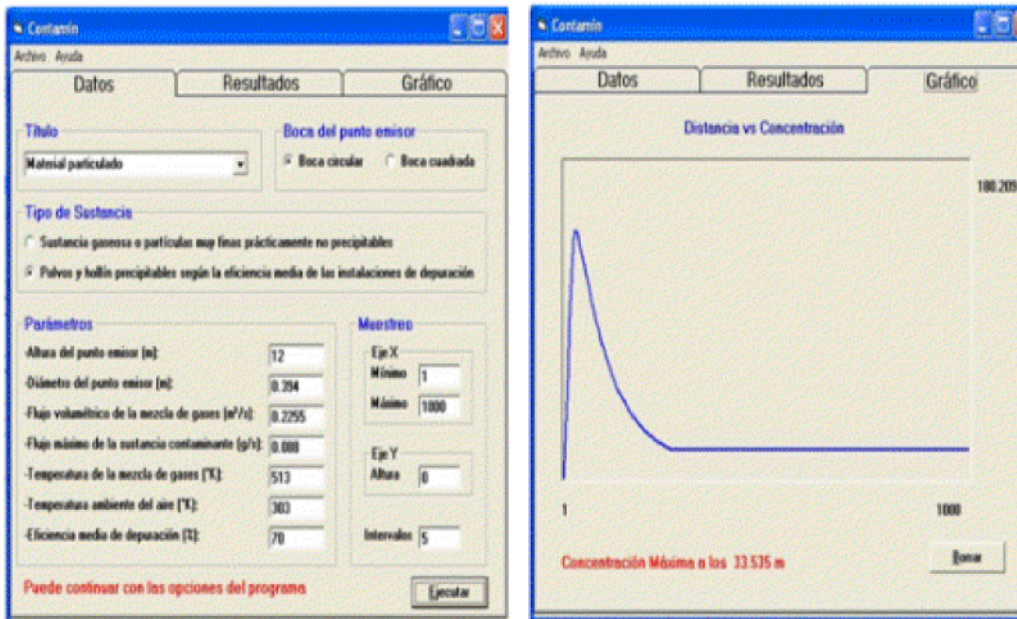 Contamin
Archivo Ayuda
Datos Resultados Gráfico
Título
Material particulado
Boca del punto emisor
Boca circular Boca cuadrada
Tipo de Sustancia
Sustancia gaseosa o partículas muy finas prácticamente no precipitables
Polvos y hollín precipitables según la eficiencia media de las instalaciones de depuración
Parámetros
-Altura del punto emisor (m): 12
-Diámetro del punto emisor (m): 0.394
-Flujo volumétrico de la mezcla de gases (m³/s): 0.2255
-Flujo máximo de la sustancia contaminante (g/s): 0.088
-Temperatura de la mezcla de gases (°K): 513
-Temperatura ambiente del aire (°K): 303
-Eficiencia media de depuración (%): 70
Muestreo
Eje X
Mínimo 1
Máximo 1000
Eje Y
Altura 0
Intervalos 5
Puede continuar con las opciones del programa
Ejecutar
Contamin
Archivo Ayuda
Datos Resultados Gráfico
Distancia vs Concentración
180.209
1 1000
Concentración Máxima a los 33.535 m
Borrar